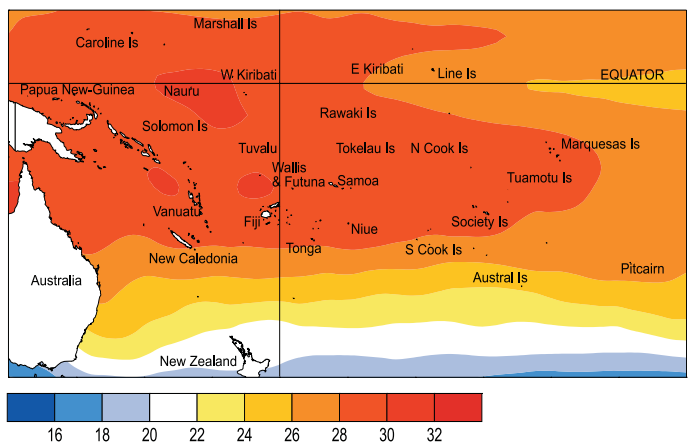 Marshall Is
Caroline Is
W Kiribati
E Kiribati
Line Is
EQUATOR
Papua New-Guinea
Nauru
Rawaki Is
Solomon Is
Tuvalu
Tokelau Is
N Cook Is
Marquesas Is
Wallis
& Futuna
Samoa
Tuamotu Is
Vanuatu
Fiji
Niue
Society Is
Tonga
S Cook Is
New Caledonia
Pitcairn
Australia
Austral Is
New Zealand
16 18 20 22 24 26 28 30 32